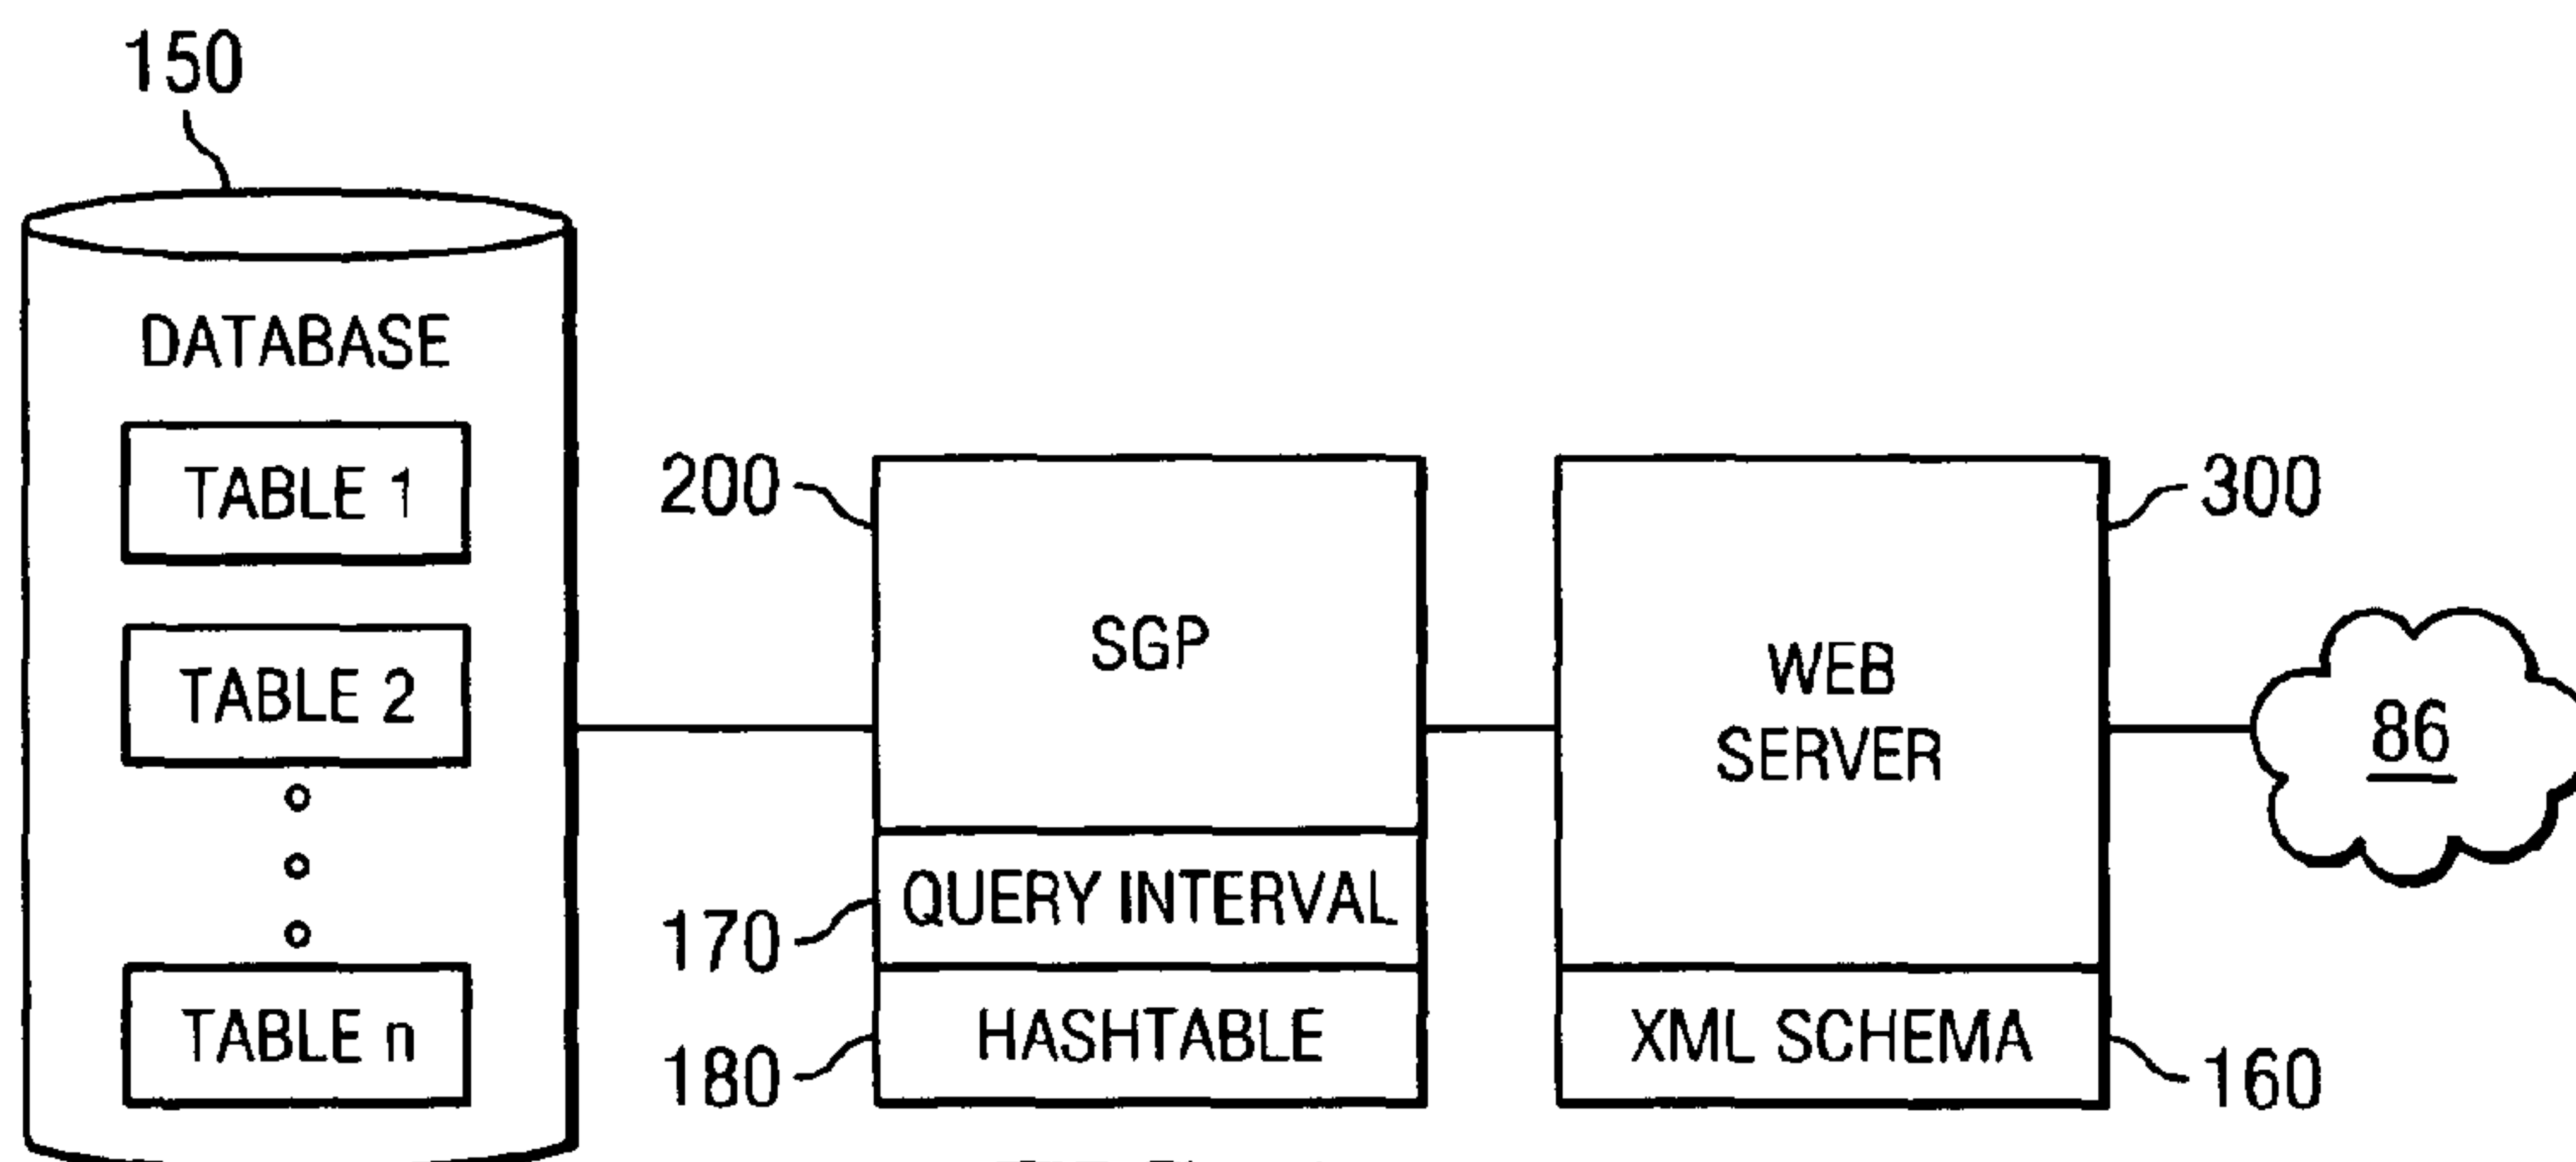 150
DATABASE
TABLE 1
TABLE 2
TABLE n
200
SGP
170
QUERY INTERVAL
180
HASHTABLE
300
WEB
SERVER
XML SCHEMA
160
86